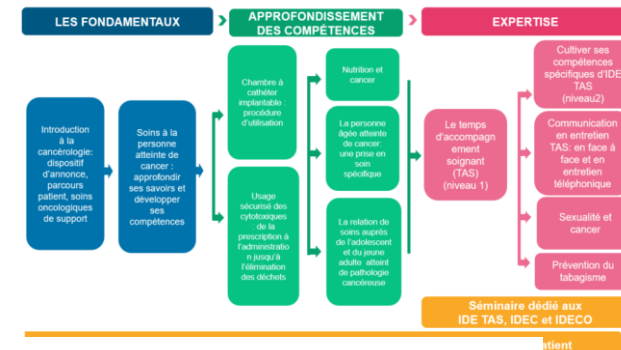 LES FONDAMENTAUX
APPROFONDISSEMENT
DES COMPÉTENCES
EXPERTISE
Introduction
à la
cancérologie:
dispositif
d'annonce,
parcours
patient, soins
oncologiques
de support
Soins à la
personne
atteinte de
cancer :
approfondir
ses savoirs et
développer
ses
compétences
Chambre à
cathéter
implantable :
procédure
d'utilisation
Usage
sécurisé des
cytotoxiques
:de la
prescription à
l'administratio
n jusqu'à
l'élimination
des déchets
Nutrition et
cancer
La personne
âgée atteinte
de cancer:
une prise en
soin
spécifique
La relation de
soins auprès
de l'adolescent
et du jeune
adulte atteint
de pathologie
cancéreuse
Le temps
d'accompagn
ement
soignant
(TAS)
(niveau 1)
Cultiver ses
compétences
spécifiques d'IDE
TAS
(niveau2)
Communication
en entretien
TAS: en face à
face et en
entretien
téléphonique
Sexualité et
cancer
Prévention du
tabagisme
Séminaire dédié aux
IDE TAS, IDEC et IDECO